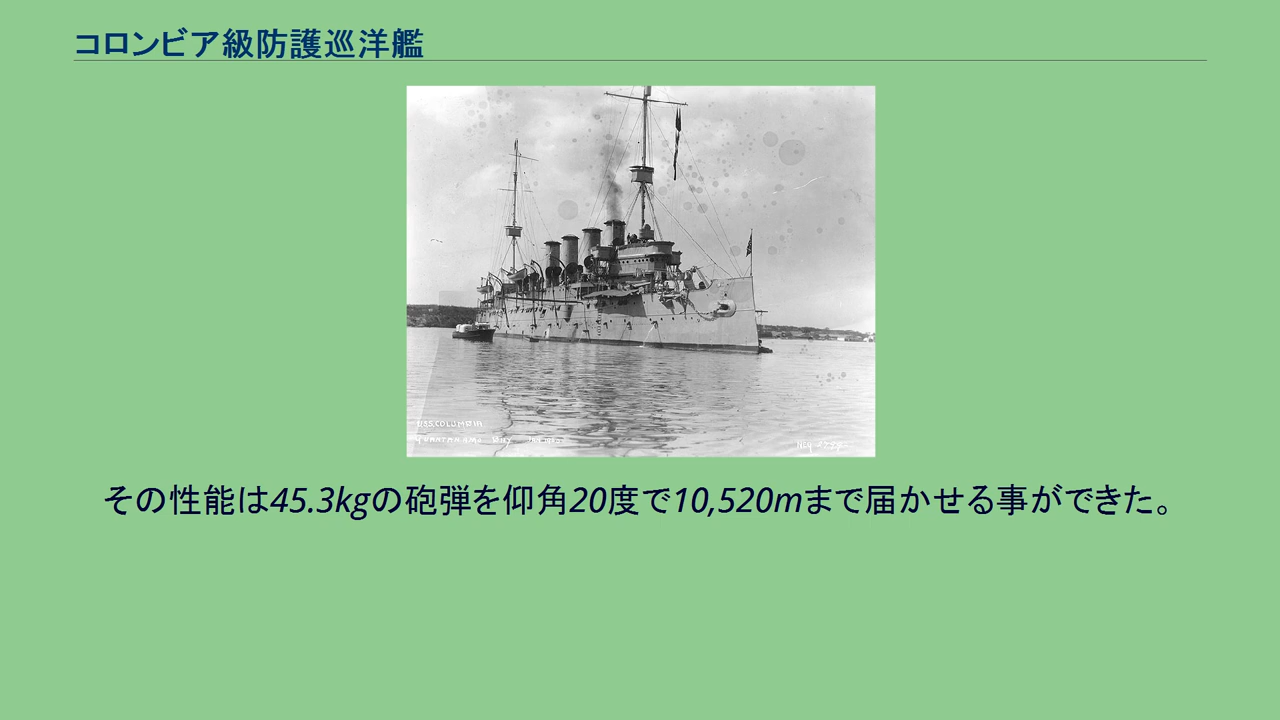 コロンビア級防護巡洋艦
USS.COLUMBIA.
その性能は45.3kgの砲弾を仰角20度で10,520mまで届かせる事ができた。